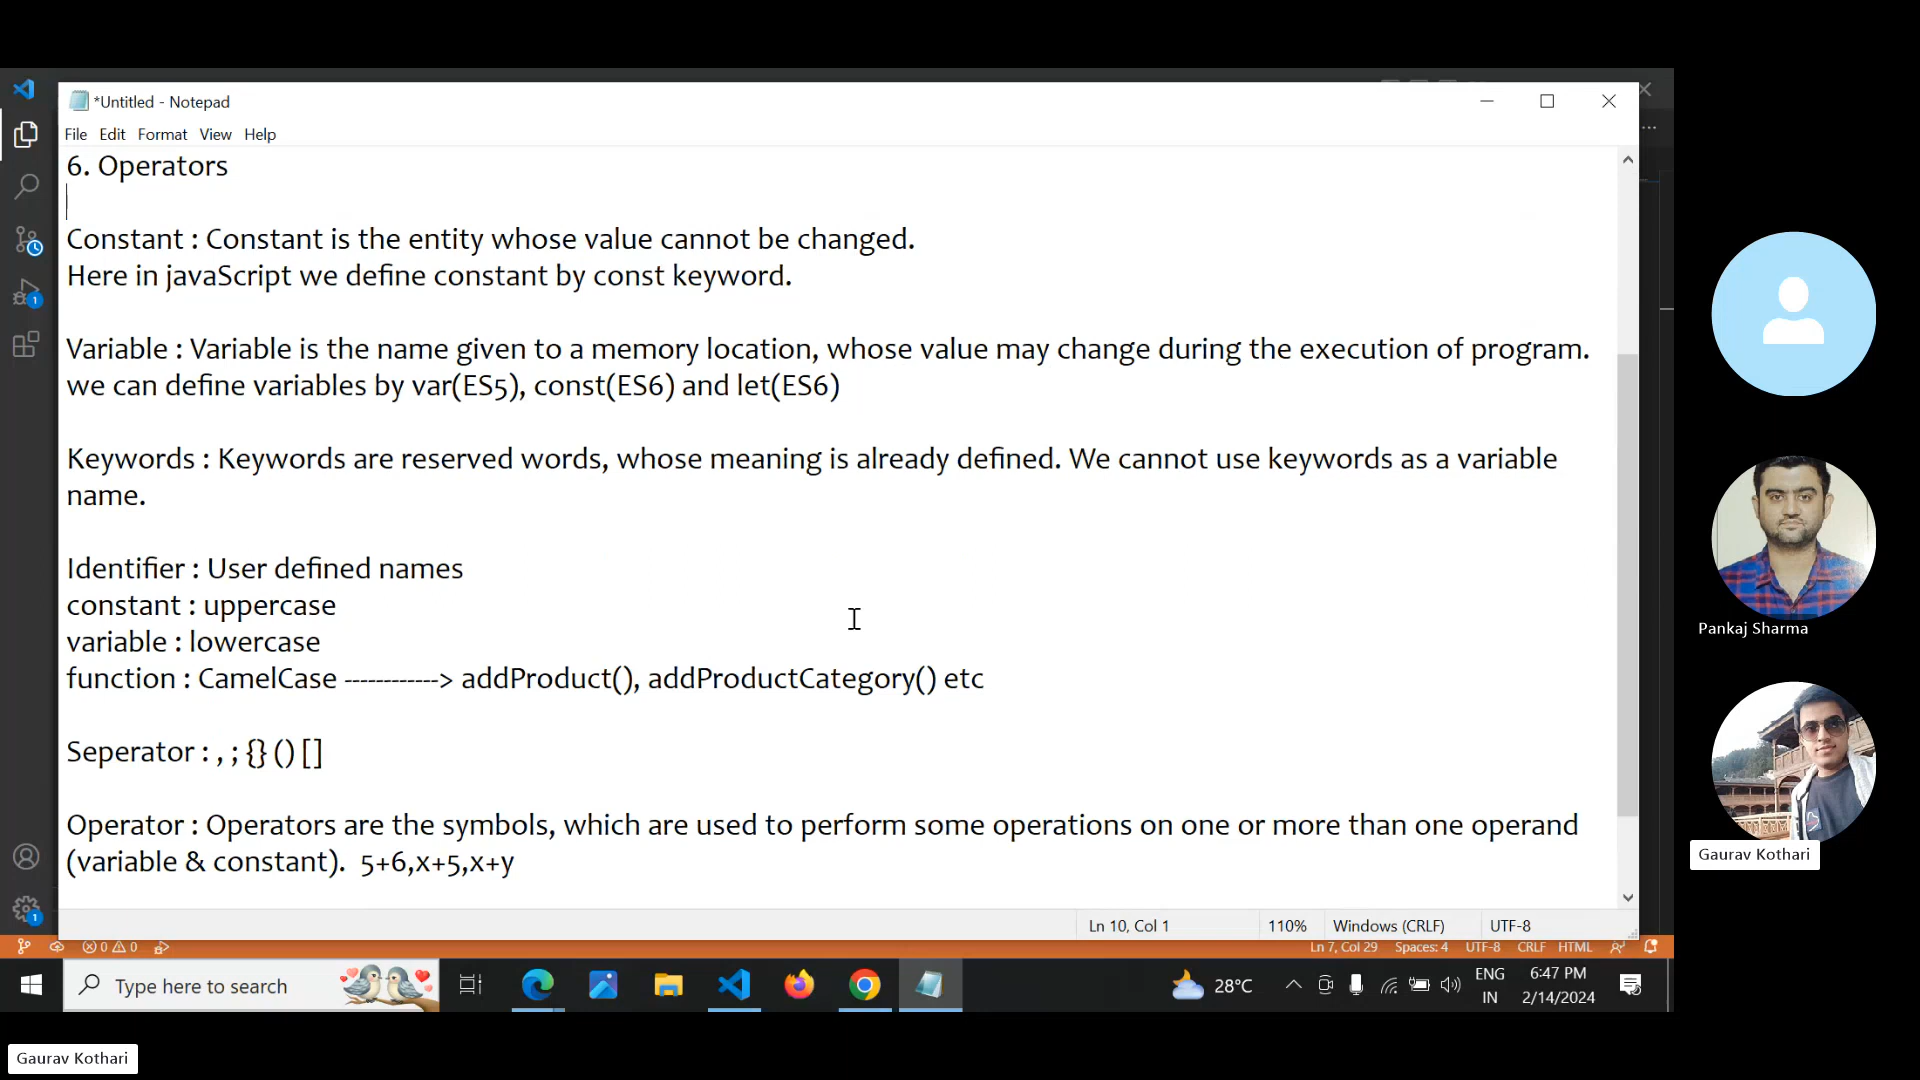 *Untitled - Notepad
File Edit Format View Help
6. Operators
Constant : Constant is the entity whose value cannot be changed.
Here in javaScript we define constant by const keyword.
Variable : Variable is the name given to a memory location, whose value may change during the execution of program.
we can define variables by var(ES5), const(ES6) and let(ES6)
Keywords : Keywords are reserved words, whose meaning is already defined. We cannot use keywords as a variable
name.
Identifier : User defined names
constant : uppercase
variable : lowercase
function : CamelCase ------------> addProduct(), addProductCategory() etc
Seperator : , ; {} () []
Operator : Operators are the symbols, which are used to perform some operations on one or more than one operand
(variable & constant).  5+6,x+5,x+y
Ln 10, Col 1 110% Windows (CRLF) UTF-8
0 0 Ln 7, Col 29 Spaces: 4 UTF-8 CRLF HTML
1
1
Type here to search
28°C
ENG
IN
6:47 PM
2/14/2024
Pankaj Sharma
Gaurav Kothari
Gaurav Kothari